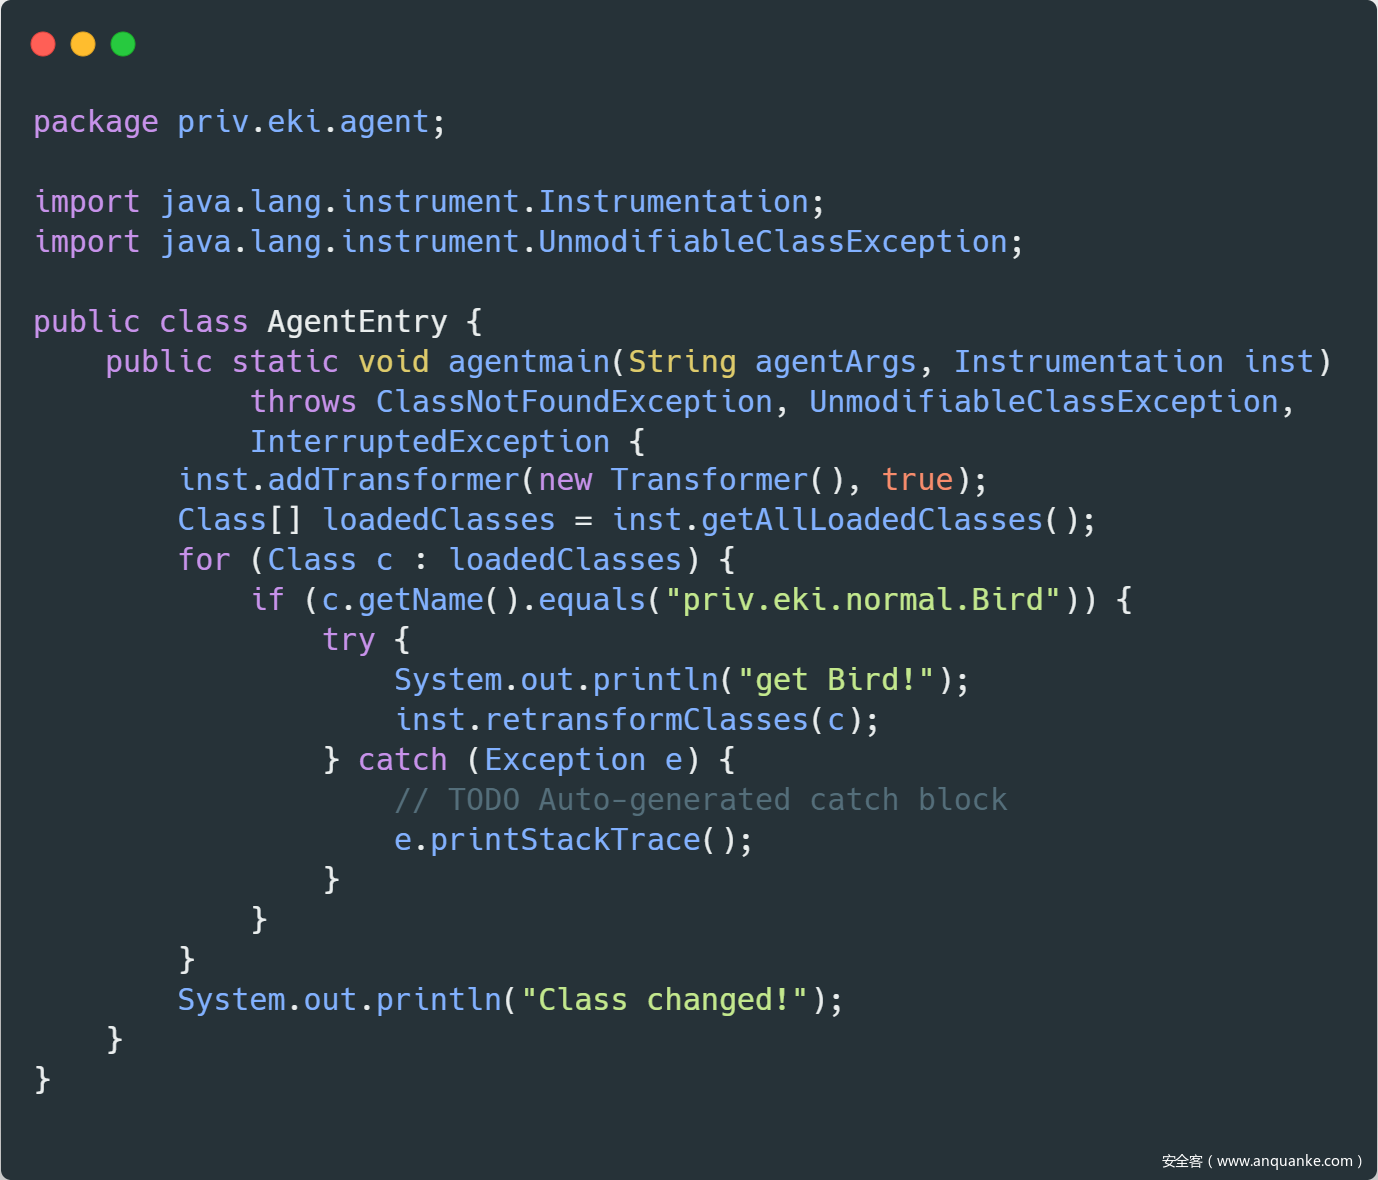 package priv.eki.agent;
import java.lang.instrument.Instrumentation;
import java.lang.instrument.UnmodifiableClassException;
public class AgentEntry {
    public static void agentmain(String agentArgs, Instrumentation inst)
            throws ClassNotFoundException, UnmodifiableClassException,
            InterruptedException {
        inst.addTransformer(new Transformer(), true);
        Class[] loadedClasses = inst.getAllLoadedClasses();
        for (Class c : loadedClasses) {
            if (c.getName().equals("priv.eki.normal.Bird")) {
                try {
                    System.out.println("get Bird!");
                    inst.retransformClasses(c);
                } catch (Exception e) {
                    // TODO Auto-generated catch block
                    e.printStackTrace();
                }
            }
        }
        System.out.println("Class changed!");
    }
}
安全客（www.anquanke.com）